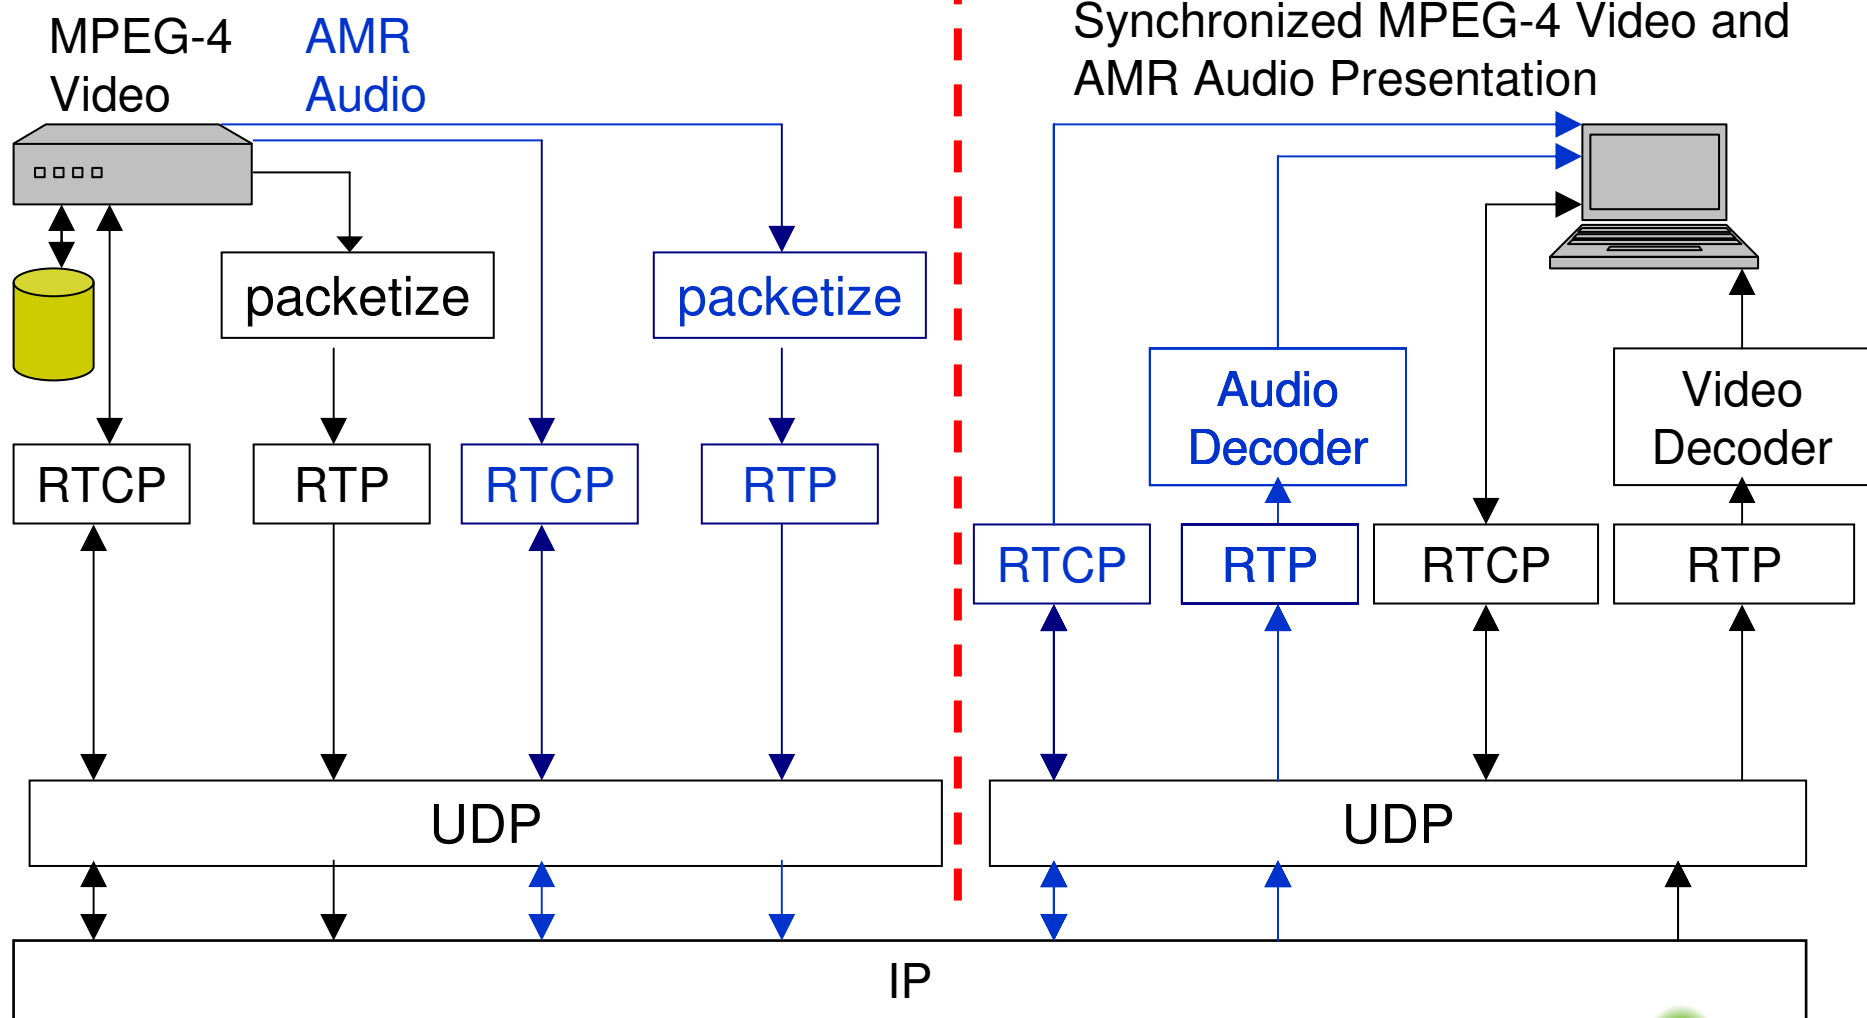 MPEG-4
Video
AMR
Audio
Synchronized MPEG-4 Video and
AMR Audio Presentation
packetize
packetize
Audio
Decoder
Video
Decoder
RTCP
RTP
RTCP
RTP
RTCP
RTP
RTCP
RTP
UDP
UDP
IP